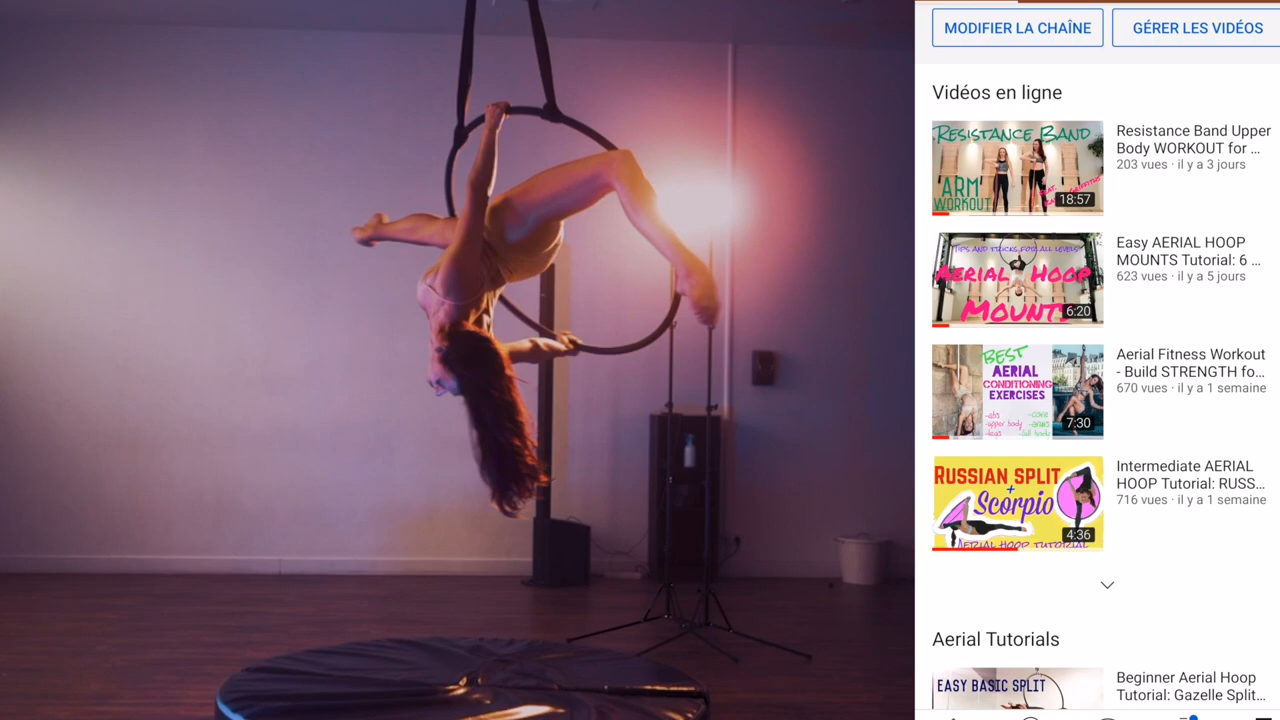 MODIFIER LA CHAÎNE
GÉRER LES VIDÉOS
Vidéos en ligne
RESISTANCE BAND
ARM
WORKOUT
18:57
Resistance Band Upper
Body WORKOUT for ...
203 vues · il y a 3 jours
TIPS AND TRICKS FOR ALL LEVELS
AERIAL HOOP
MOUNTS
6:20
Easy AERIAL HOOP
MOUNTS Tutorial: 6 ...
623 vues · il y a 5 jours
BEST
AERIAL
CONDITIONING
EXERCISES
-abs
-upper body
-legs
-core
-arms
-full body
7:30
Aerial Fitness Workout
- Build STRENGTH fo...
670 vues · il y a 1 semaine
RUSSIAN SPLIT
+
Scorpio
AERIAL HOOP TUTORIAL
4:36
Intermediate AERIAL
HOOP Tutorial: RUSS...
716 vues · il y a 1 semaine
Aerial Tutorials
EASY BASIC SPLIT
Beginner Aerial Hoop
Tutorial: Gazelle Split...